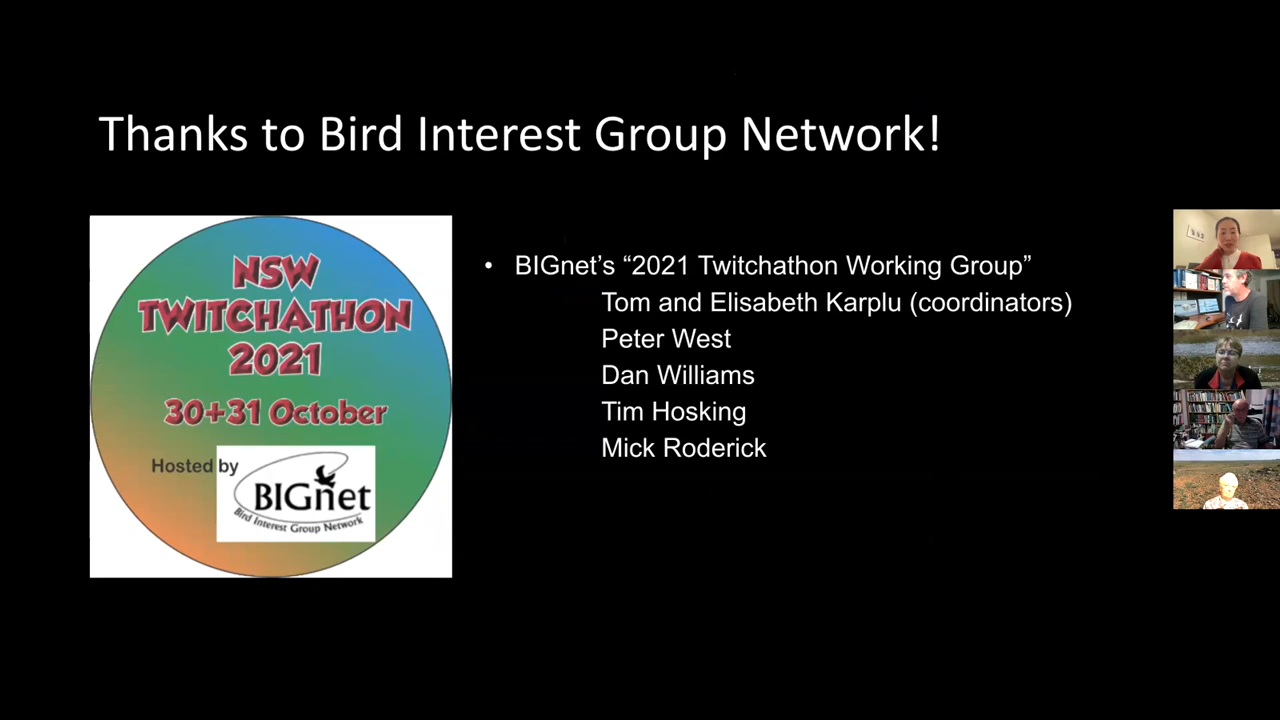 Thanks to Bird Interest Group Network!
NSW
TWITCHATHON
2021
30+31 October
Hosted by
BIGnet
Bird Interest Group Network
• BIGnet’s “2021 Twitchathon Working Group”
Tom and Elisabeth Karplu (coordinators)
Peter West
Dan Williams
Tim Hosking
Mick Roderick